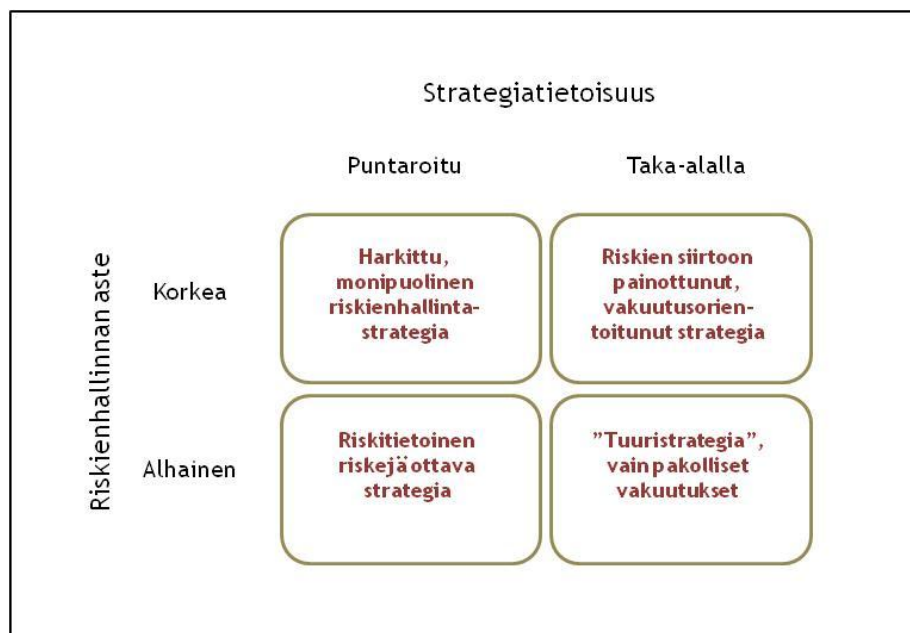 Strategiatietoisuus
Puntaroitu
Taka-alalla
Riskienhallinnan aste
Korkea
Harkittu,
monipuolinen
riskienhallinta-
strategia
Riskien siirtoon
painottunut,
vakuutusorien-
toitunut strategia
Alhainen
Riskitietoinen
riskejä ottava
strategia
”Tuuristrategia”,
vain pakolliset
vakuutukset